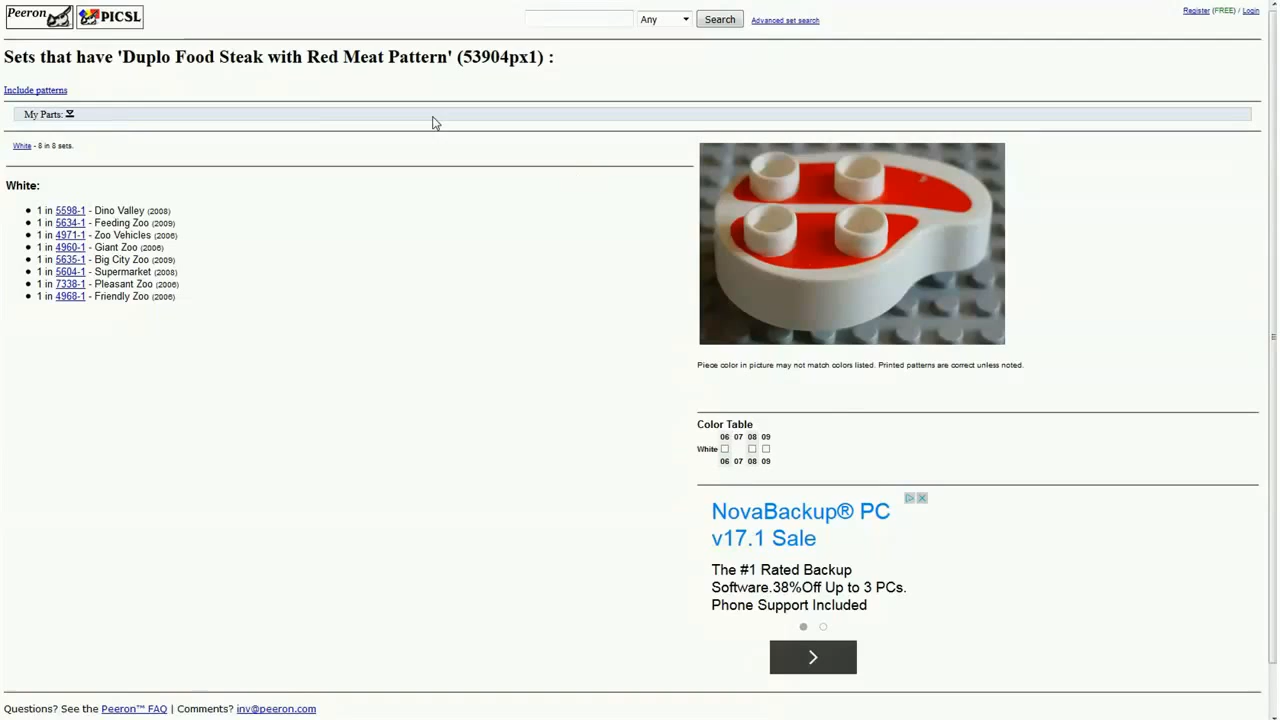 Peeron
PICSL
Any
Search
Advanced set search
Register (FREE) / Login
Sets that have 'Duplo Food Steak with Red Meat Pattern' (53904px1) :
Include patterns
My Parts:
White - 8 in 8 sets.
White:
1 in 5598-1 - Dino Valley (2008)
1 in 5634-1 - Feeding Zoo (2009)
1 in 4971-1 - Zoo Vehicles (2006)
1 in 4960-1 - Giant Zoo (2006)
1 in 5635-1 - Big City Zoo (2009)
1 in 5604-1 - Supermarket (2008)
1 in 7338-1 - Pleasant Zoo (2006)
1 in 4968-1 - Friendly Zoo (2006)
Piece color in picture may not match colors listed. Printed patterns are correct unless noted.
Color Table
06 07 08 09
White
06 07 08 09
NovaBackup® PC
v17.1 Sale
The #1 Rated Backup
Software.38%Off Up to 3 PCs.
Phone Support Included
Questions? See the Peeron™ FAQ | Comments? inv@peeron.com